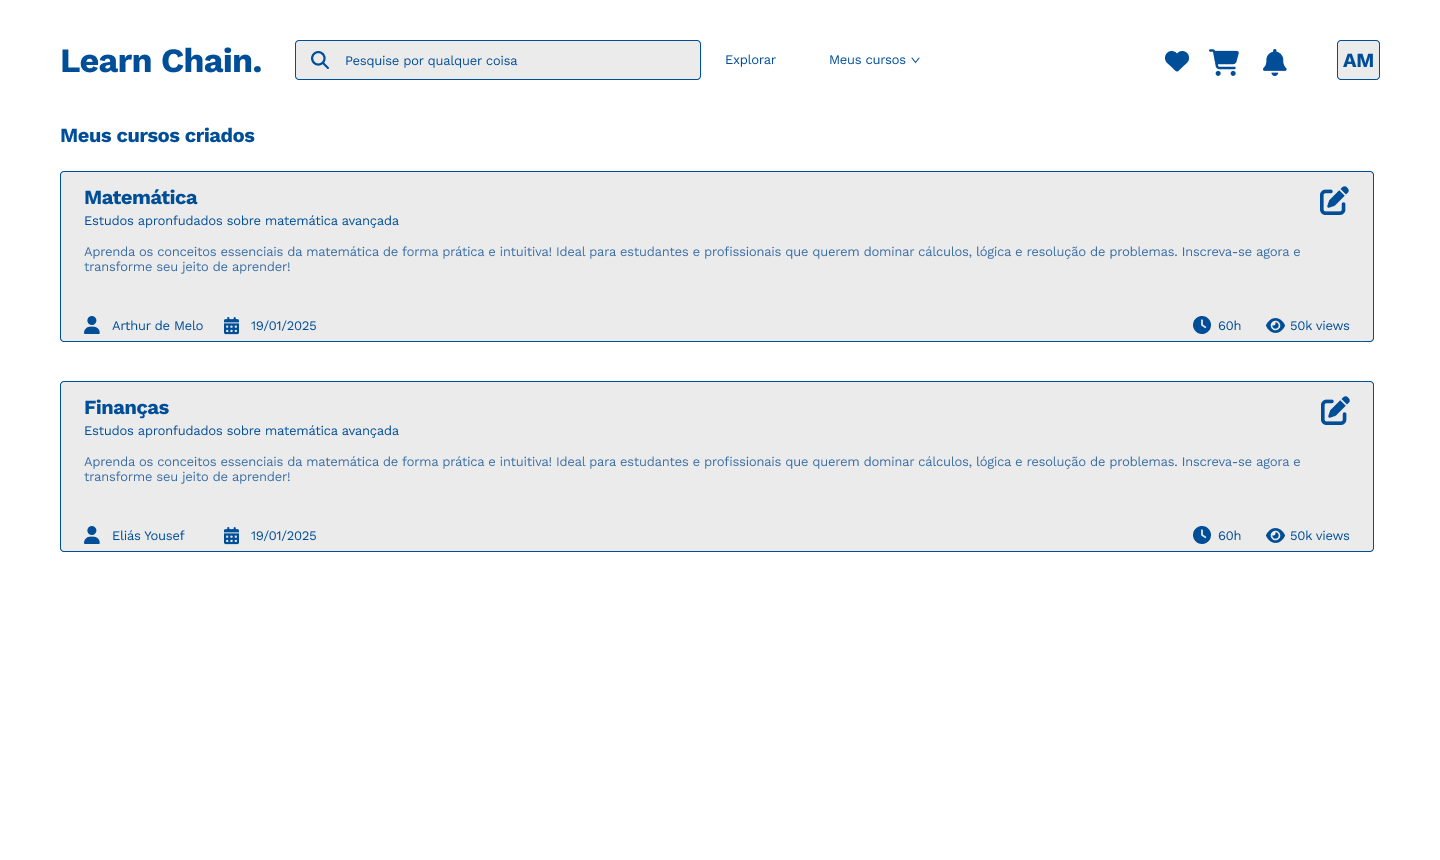 Learn Chain.
Pesquise por qualquer coisa
Explorar
Meus cursos
AM
Meus cursos criados
Matemática
Estudos apronfudados sobre matemática avançada
Aprenda os conceitos essenciais da matemática de forma prática e intuitiva! Ideal para estudantes e profissionais que querem dominar cálculos, lógica e resolução de problemas. Inscreva-se agora e
transforme seu jeito de aprender!
Arthur de Melo 19/01/2025 60h 50k views
Finanças
Estudos apronfudados sobre matemática avançada
Aprenda os conceitos essenciais da matemática de forma prática e intuitiva! Ideal para estudantes e profissionais que querem dominar cálculos, lógica e resolução de problemas. Inscreva-se agora e
transforme seu jeito de aprender!
Eliás Yousef 19/01/2025 60h 50k views